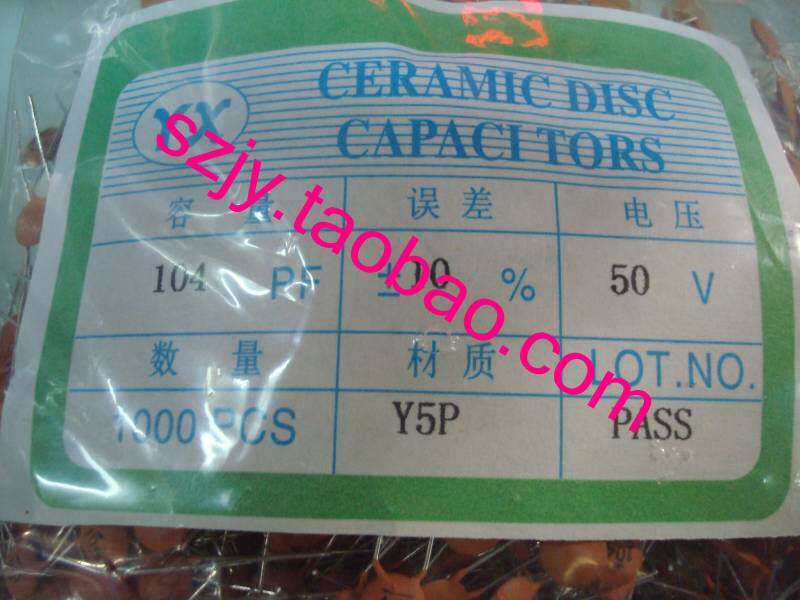 XX
CERAMIC DISC
CAPACITORS
容 量 误 差 电 压
104 PF ±10 % 50 V
数 量 材 质 LOT.NO.
1000 PCS Y5P PASS
szjy.taobao.com